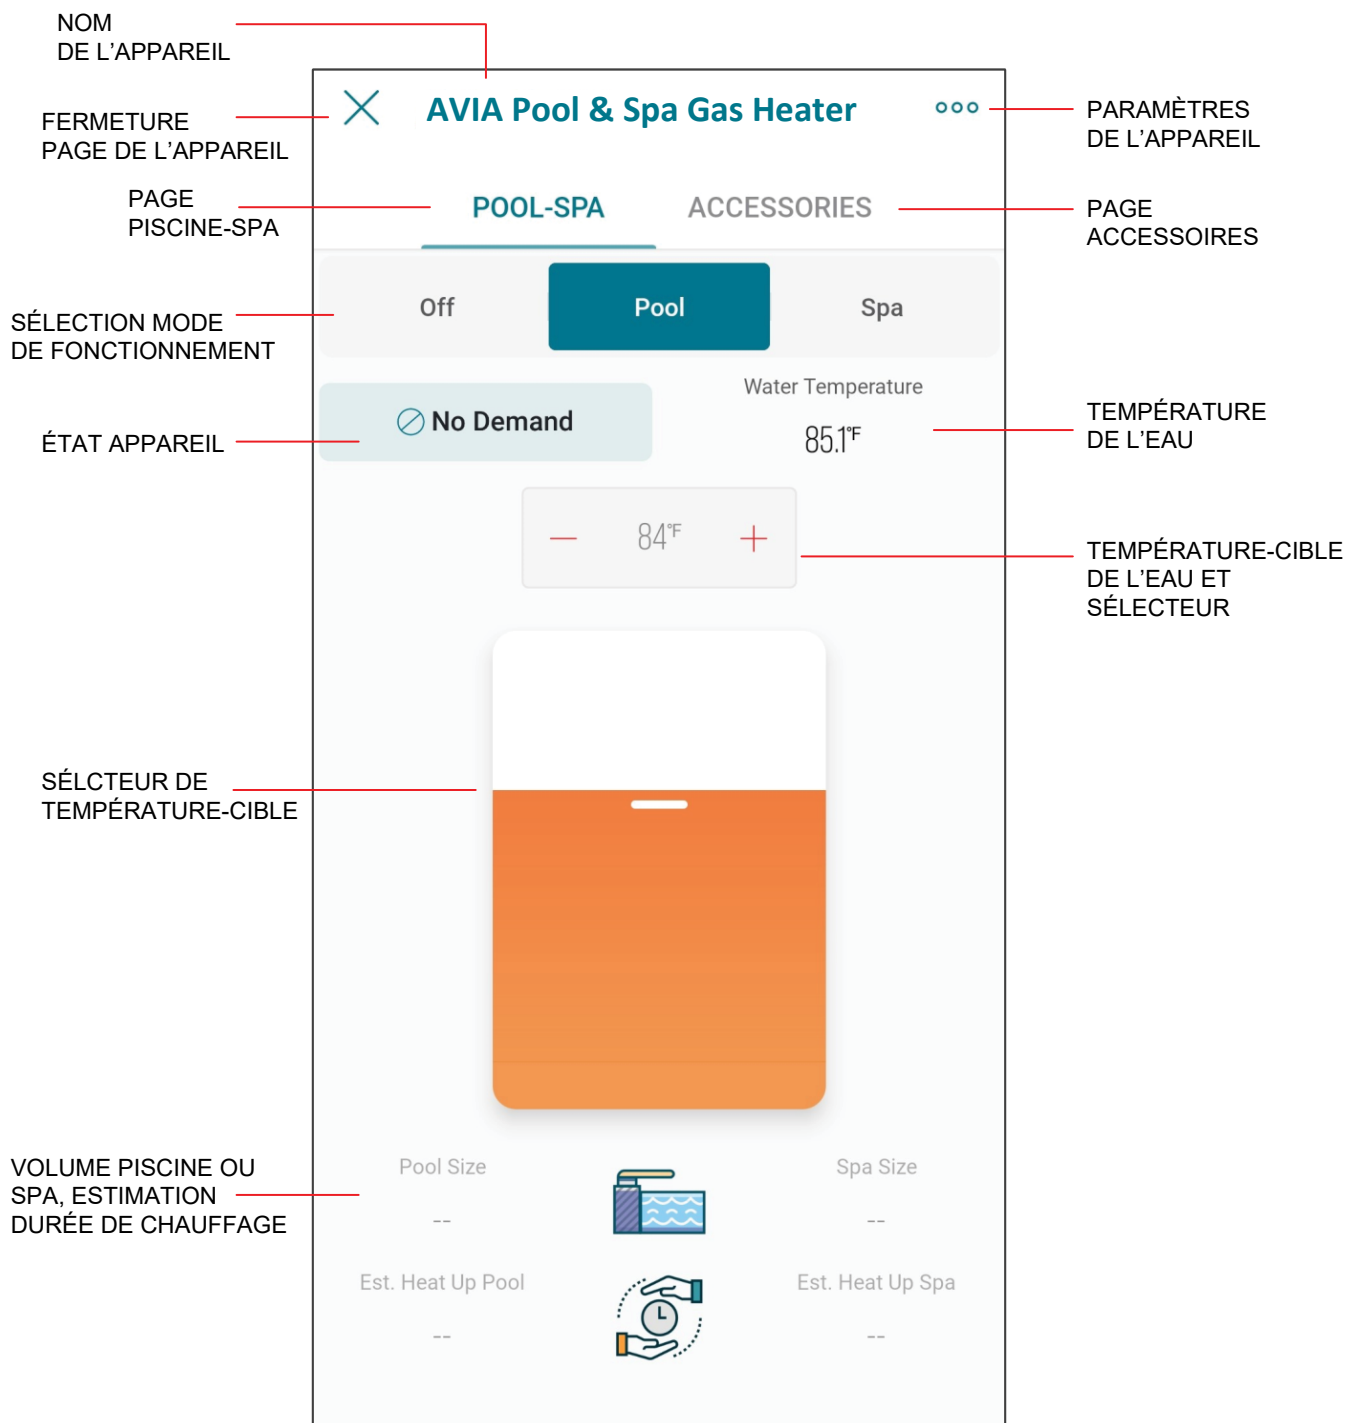 NOM
DE L’APPAREIL
AVIA Pool & Spa Gas Heater
FERMETURE
PAGE DE L’APPAREIL
PARAMÈTRES
DE L’APPAREIL
PAGE
PISCINE-SPA
POOL-SPA
ACCESSORIES
PAGE
ACCESSOIRES
Off
Pool
Spa
SÉLECTION MODE
DE FONCTIONNEMENT
No Demand
ÉTAT APPAREIL
Water Temperature
85.1°F
TEMPÉRATURE
DE L’EAU
— 84°F +
TEMPÉRATURE-CIBLE
DE L’EAU ET
SÉLECTEUR
SÉLCTEUR DE
TEMPÉRATURE-CIBLE
VOLUME PISCINE OU
SPA, ESTIMATION
DURÉE DE CHAUFFAGE
Pool Size
--
Spa Size
--
Est. Heat Up Pool
--
Est. Heat Up Spa
--